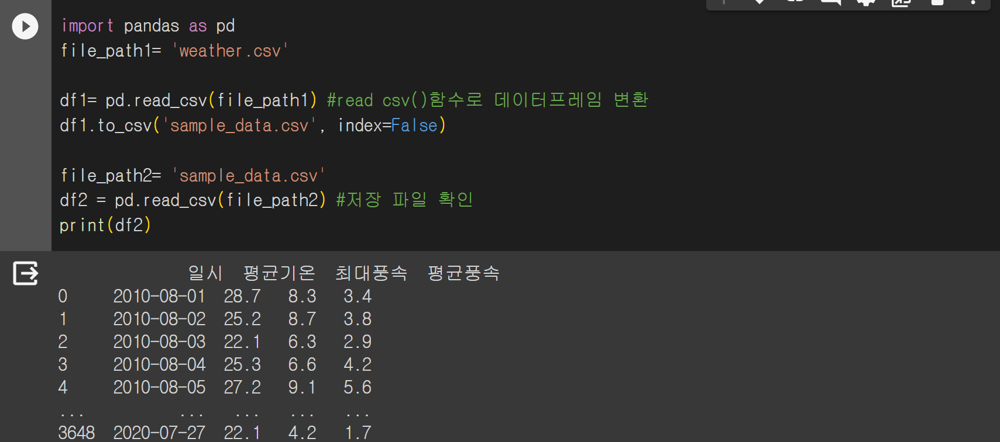 import pandas as pd
file_path1= 'weather.csv'
df1= pd.read_csv(file_path1) #read csv()함수로 데이터프레임 변환
df1.to_csv('sample_data.csv', index=False)
file_path2= 'sample_data.csv'
df2 = pd.read_csv(file_path2) #저장 파일 확인
print(df2)
일시 평균기온 최대풍속 평균풍속
0 2010-08-01 28.7 8.3 3.4
1 2010-08-02 25.2 8.7 3.8
2 2010-08-03 22.1 6.3 2.9
3 2010-08-04 25.3 6.6 4.2
4 2010-08-05 27.2 9.1 5.6
... ... ... ... ...
3648 2020-07-27 22.1 4.2 1.7